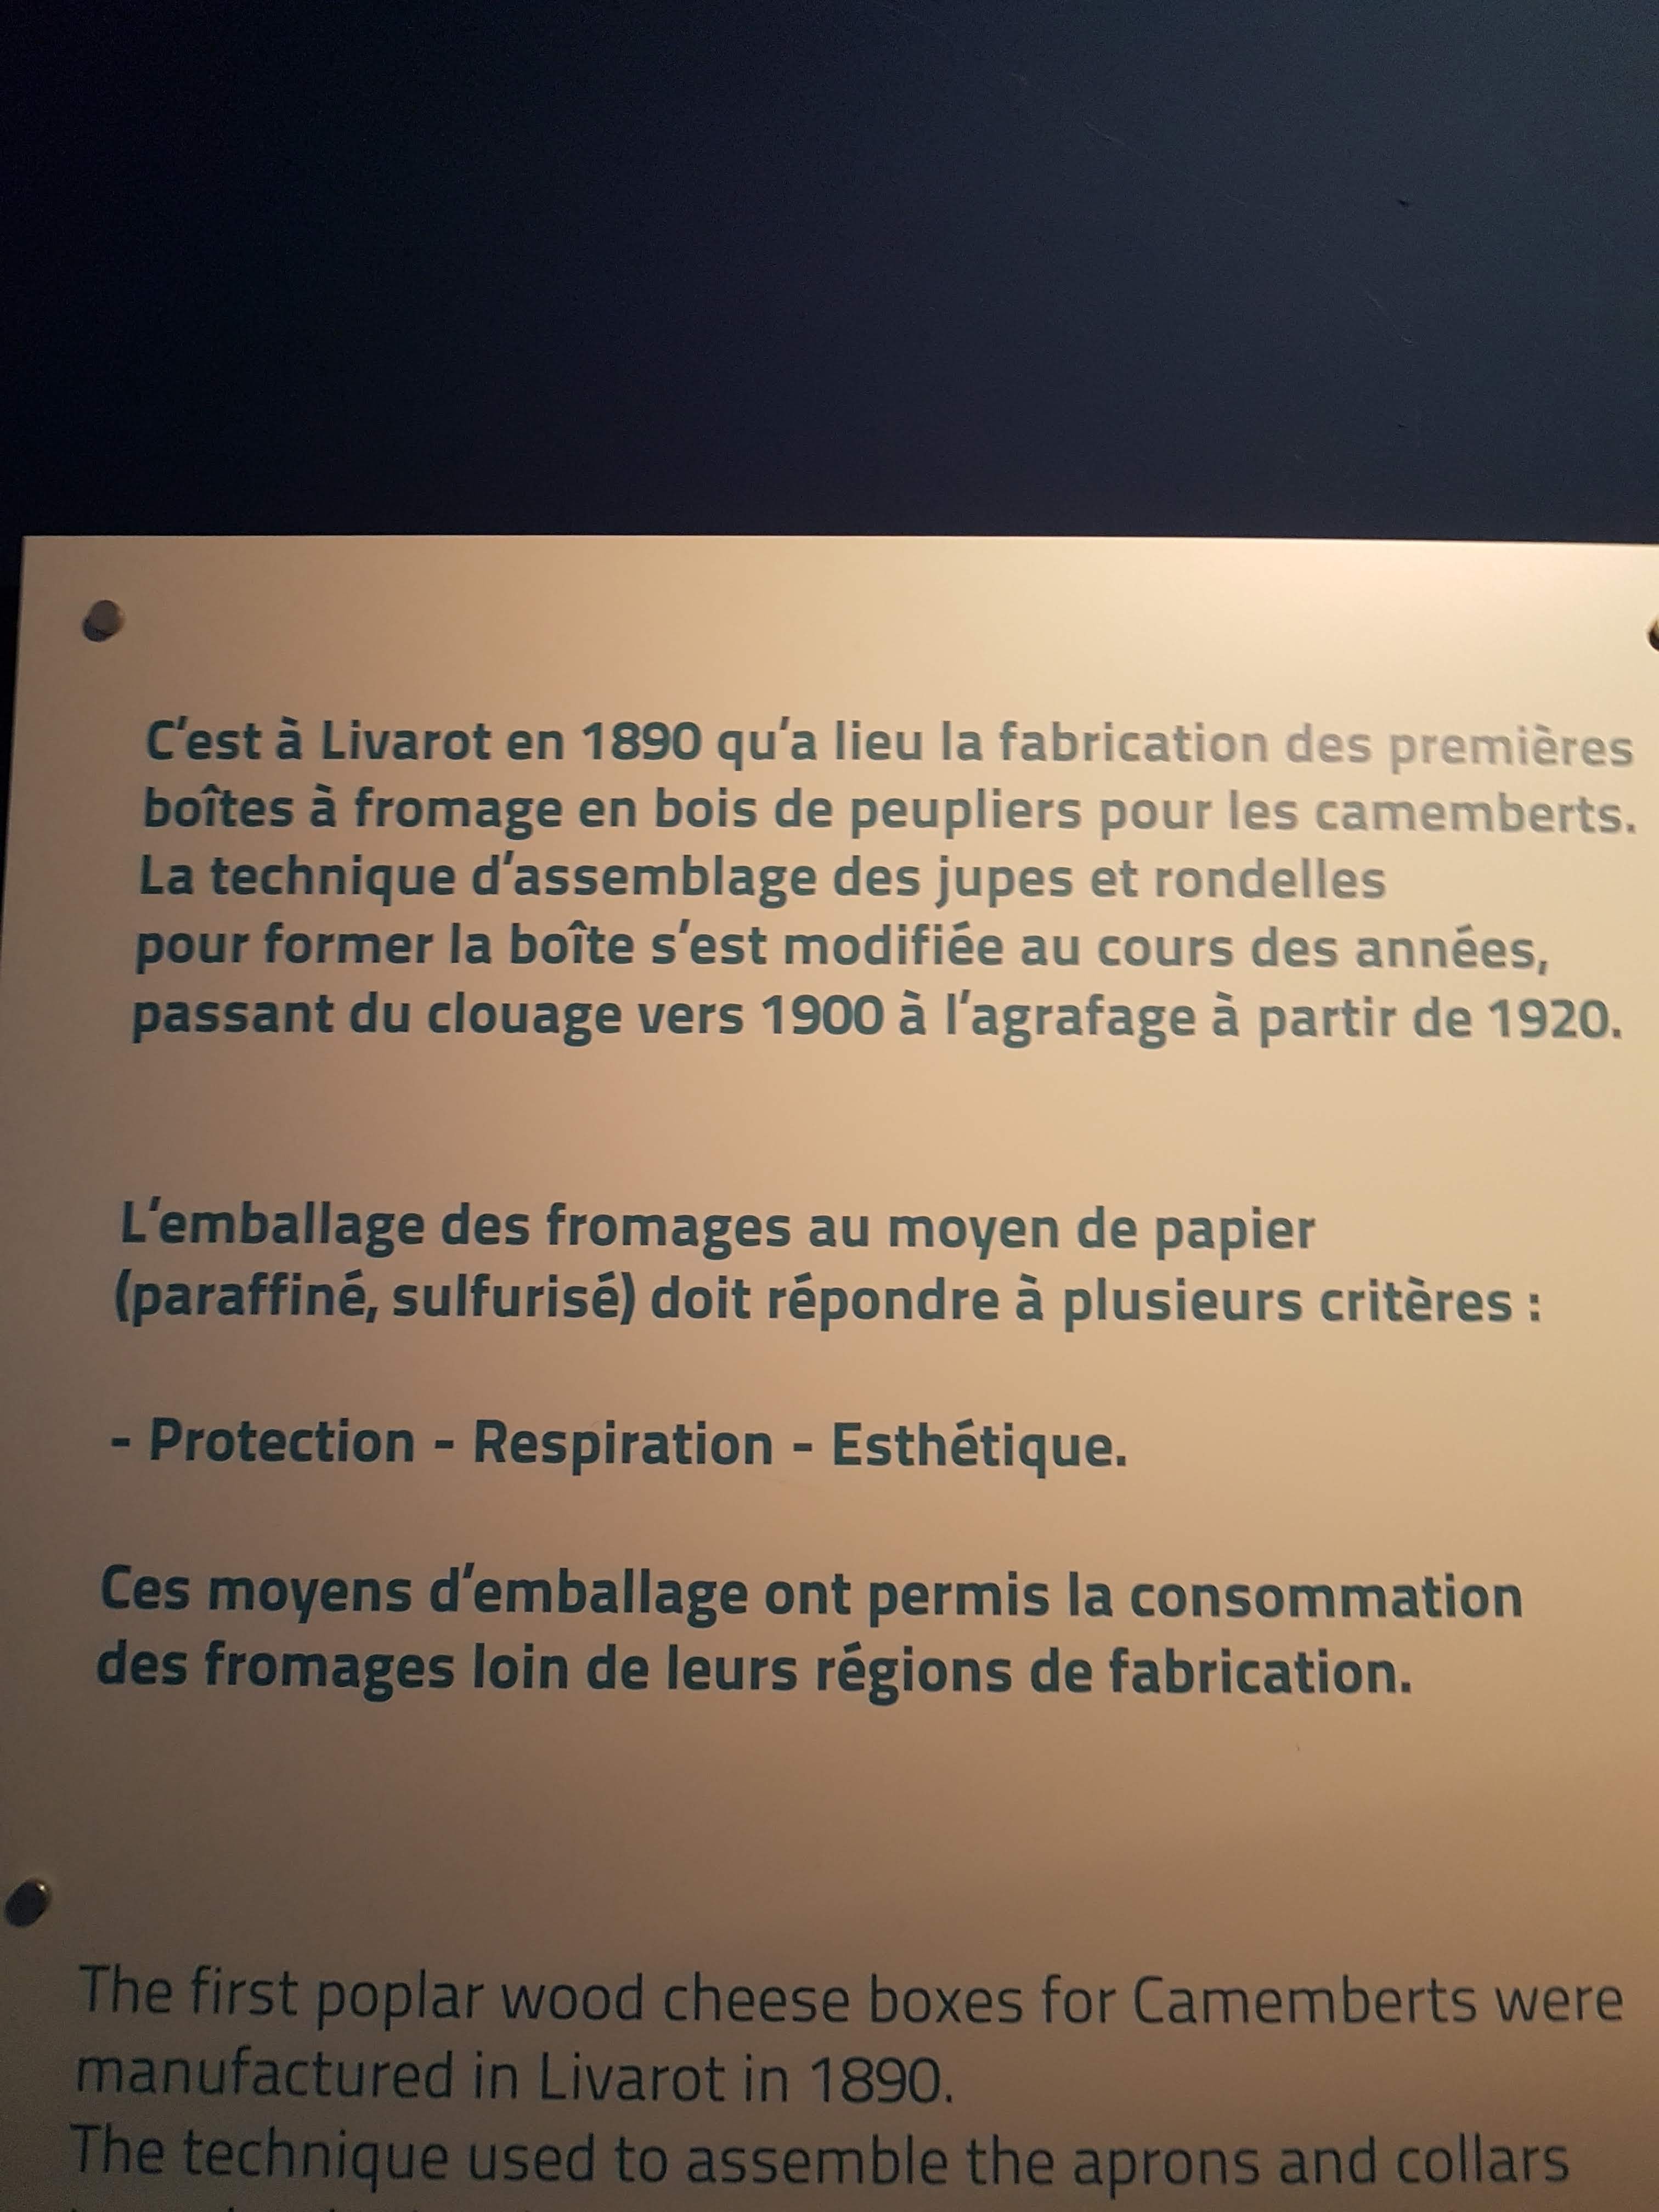 C'est à Livarot en 1890 qu'a lieu la fabrication des premières
boîtes à fromage en bois de peupliers pour les camemberts.
La technique d'assemblage des jupes et rondelles
pour former la boîte s'est modifiée au cours des années,
passant du clouage vers 1900 à l'agrafage à partir de 1920.
L'emballage des fromages au moyen de papier
(paraffiné, sulfurisé) doit répondre à plusieurs critères :
- Protection - Respiration - Esthétique.
Ces moyens d'emballage ont permis la consommation
des fromages loin de leurs régions de fabrication.
The first poplar wood cheese boxes for Camemberts were
manufactured in Livarot in 1890.
The technique used to assemble the aprons and collars